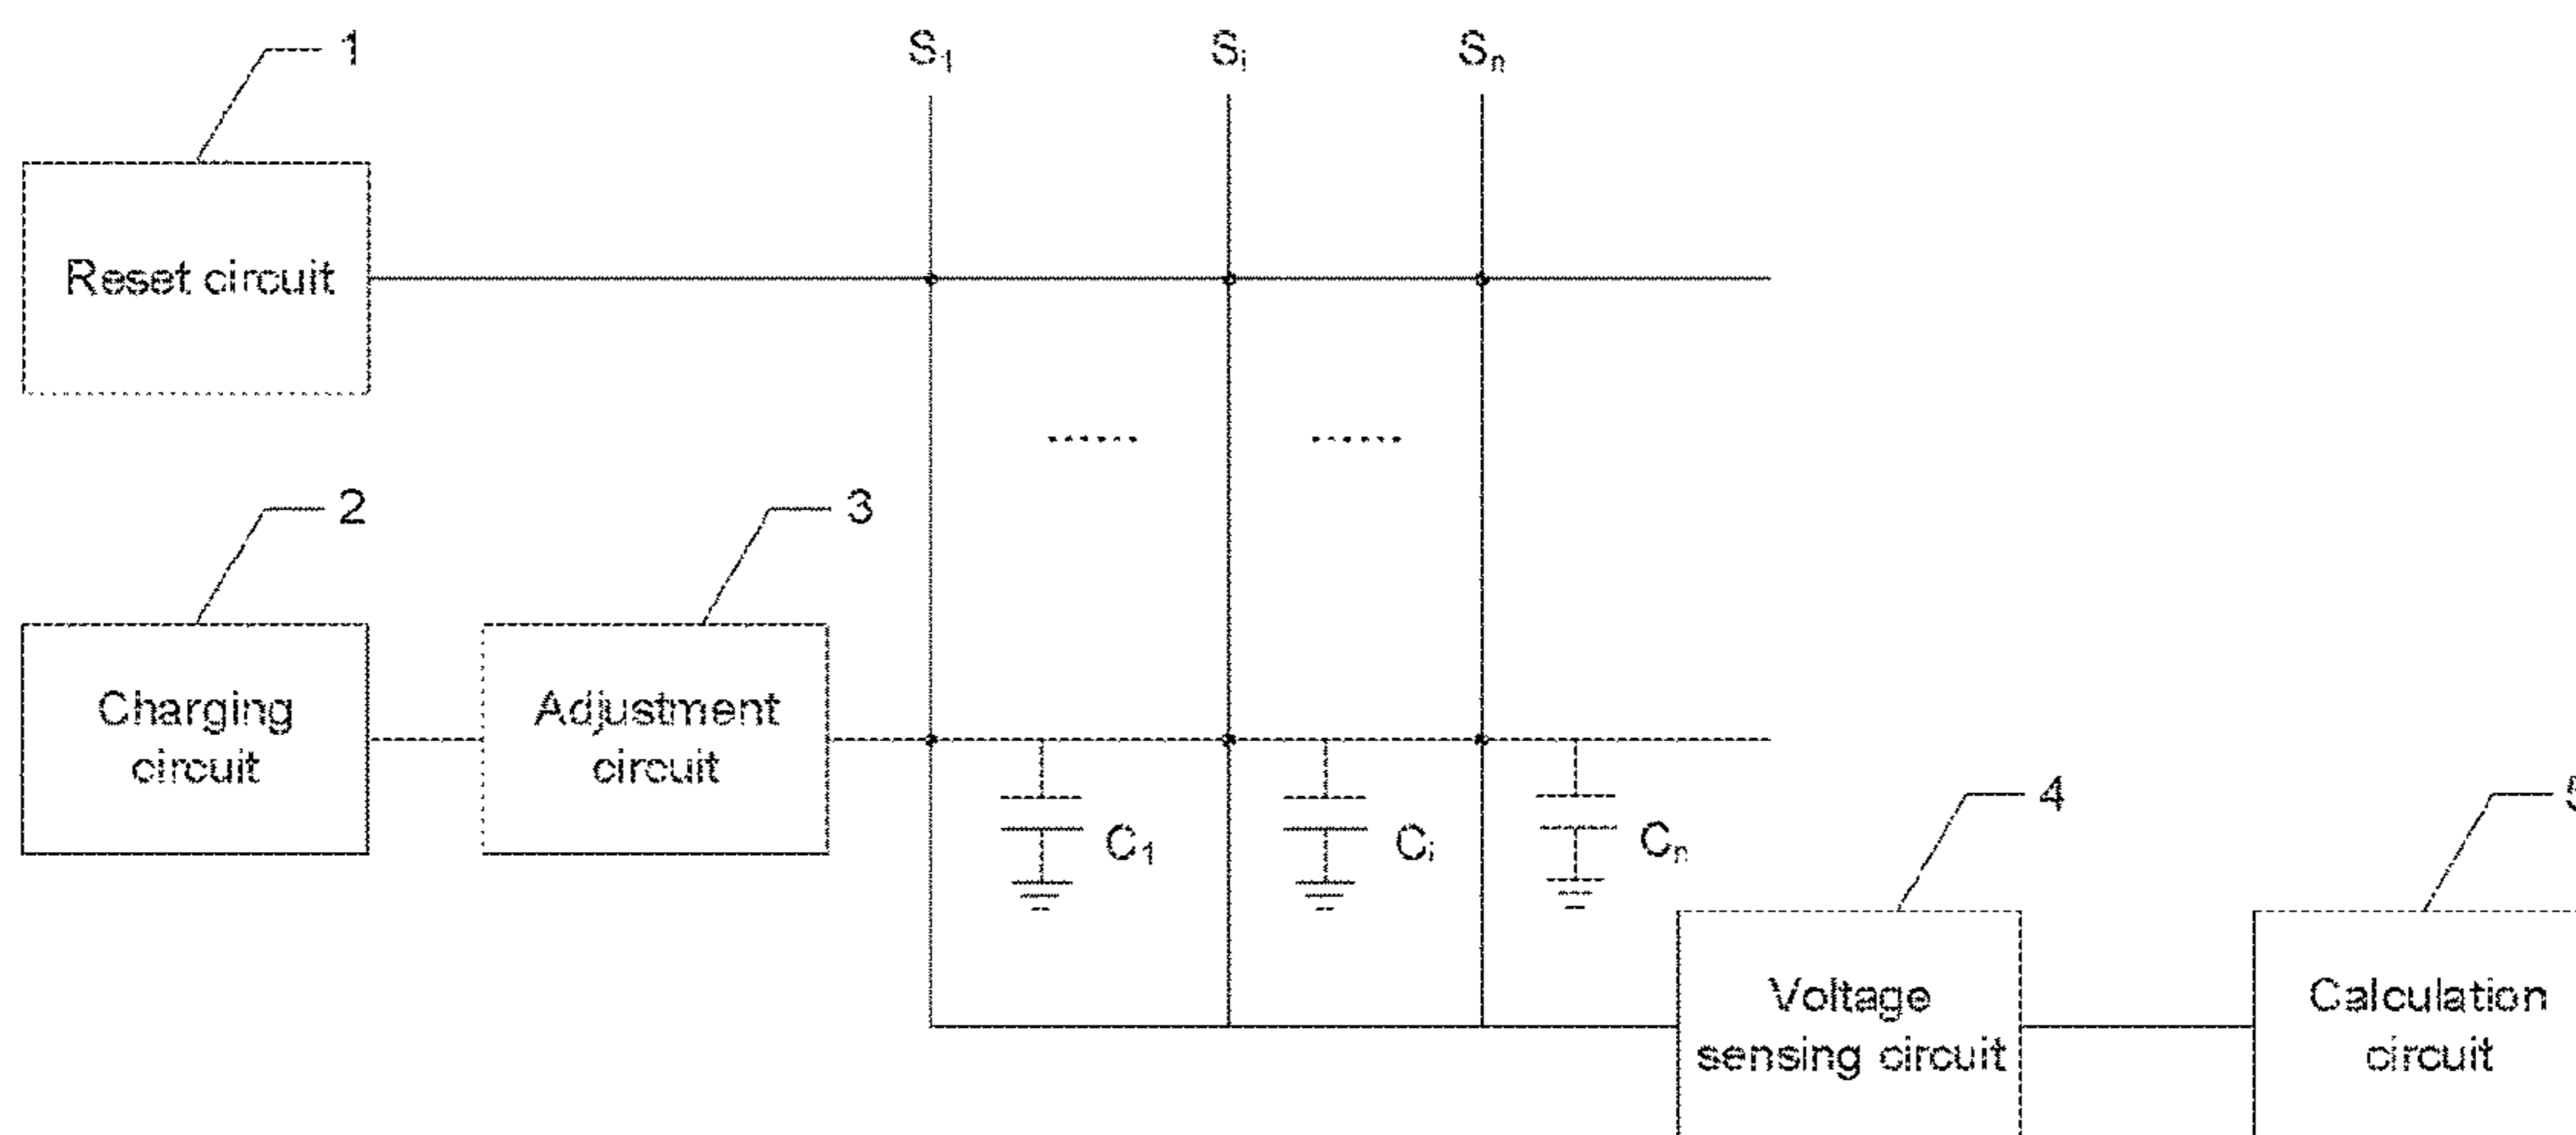 1
S₁
Sᵢ
Sₙ
Reset circuit
......
......
2
3
Charging
circuit
Adjustment
circuit
C₁
Cᵢ
Cₙ
4
5
Voltage
sensing circuit
Calculation
circuit